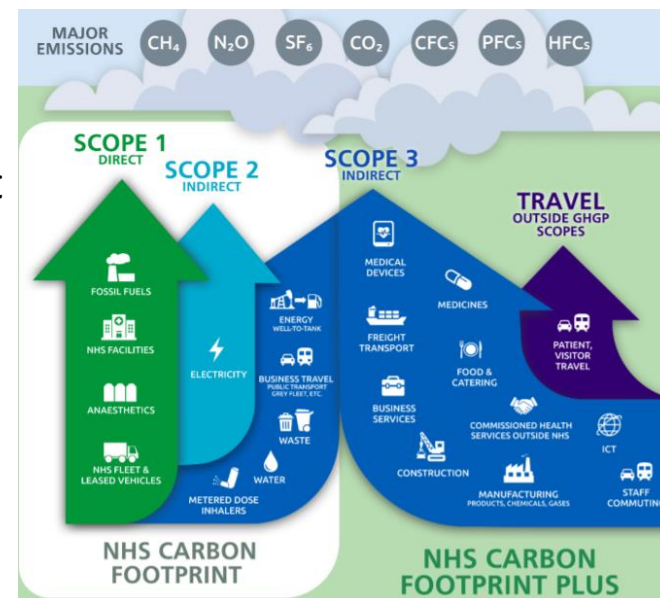 MAJOR
EMISSIONS
CH₄
N₂O
SF₆
CO₂
CFCs
PFCs
HFCs
SCOPE 1
DIRECT
SCOPE 2
INDIRECT
SCOPE 3
INDIRECT
TRAVEL
OUTSIDE GHGP
SCOPES
FOSSIL FUELS
NHS FACILITIES
ANAESTHETICS
NHS FLEET &
LEASED VEHICLES
ELECTRICITY
ENERGY
WELL-TO-TANK
BUSINESS TRAVEL
PUBLIC TRANSPORT
GREY FLEET, ETC.
WASTE
WATER
METERED DOSE
INHALERS
MEDICAL
DEVICES
MEDICINES
FREIGHT
TRANSPORT
FOOD &
CATERING
BUSINESS
SERVICES
COMMISSIONED HEALTH
SERVICES OUTSIDE NHS
CONSTRUCTION
MANUFACTURING
PRODUCTS, CHEMICALS, GASES
PATIENT,
VISITOR
TRAVEL
ICT
STAFF
COMMUTING
NHS CARBON
FOOTPRINT
NHS CARBON
FOOTPRINT PLUS